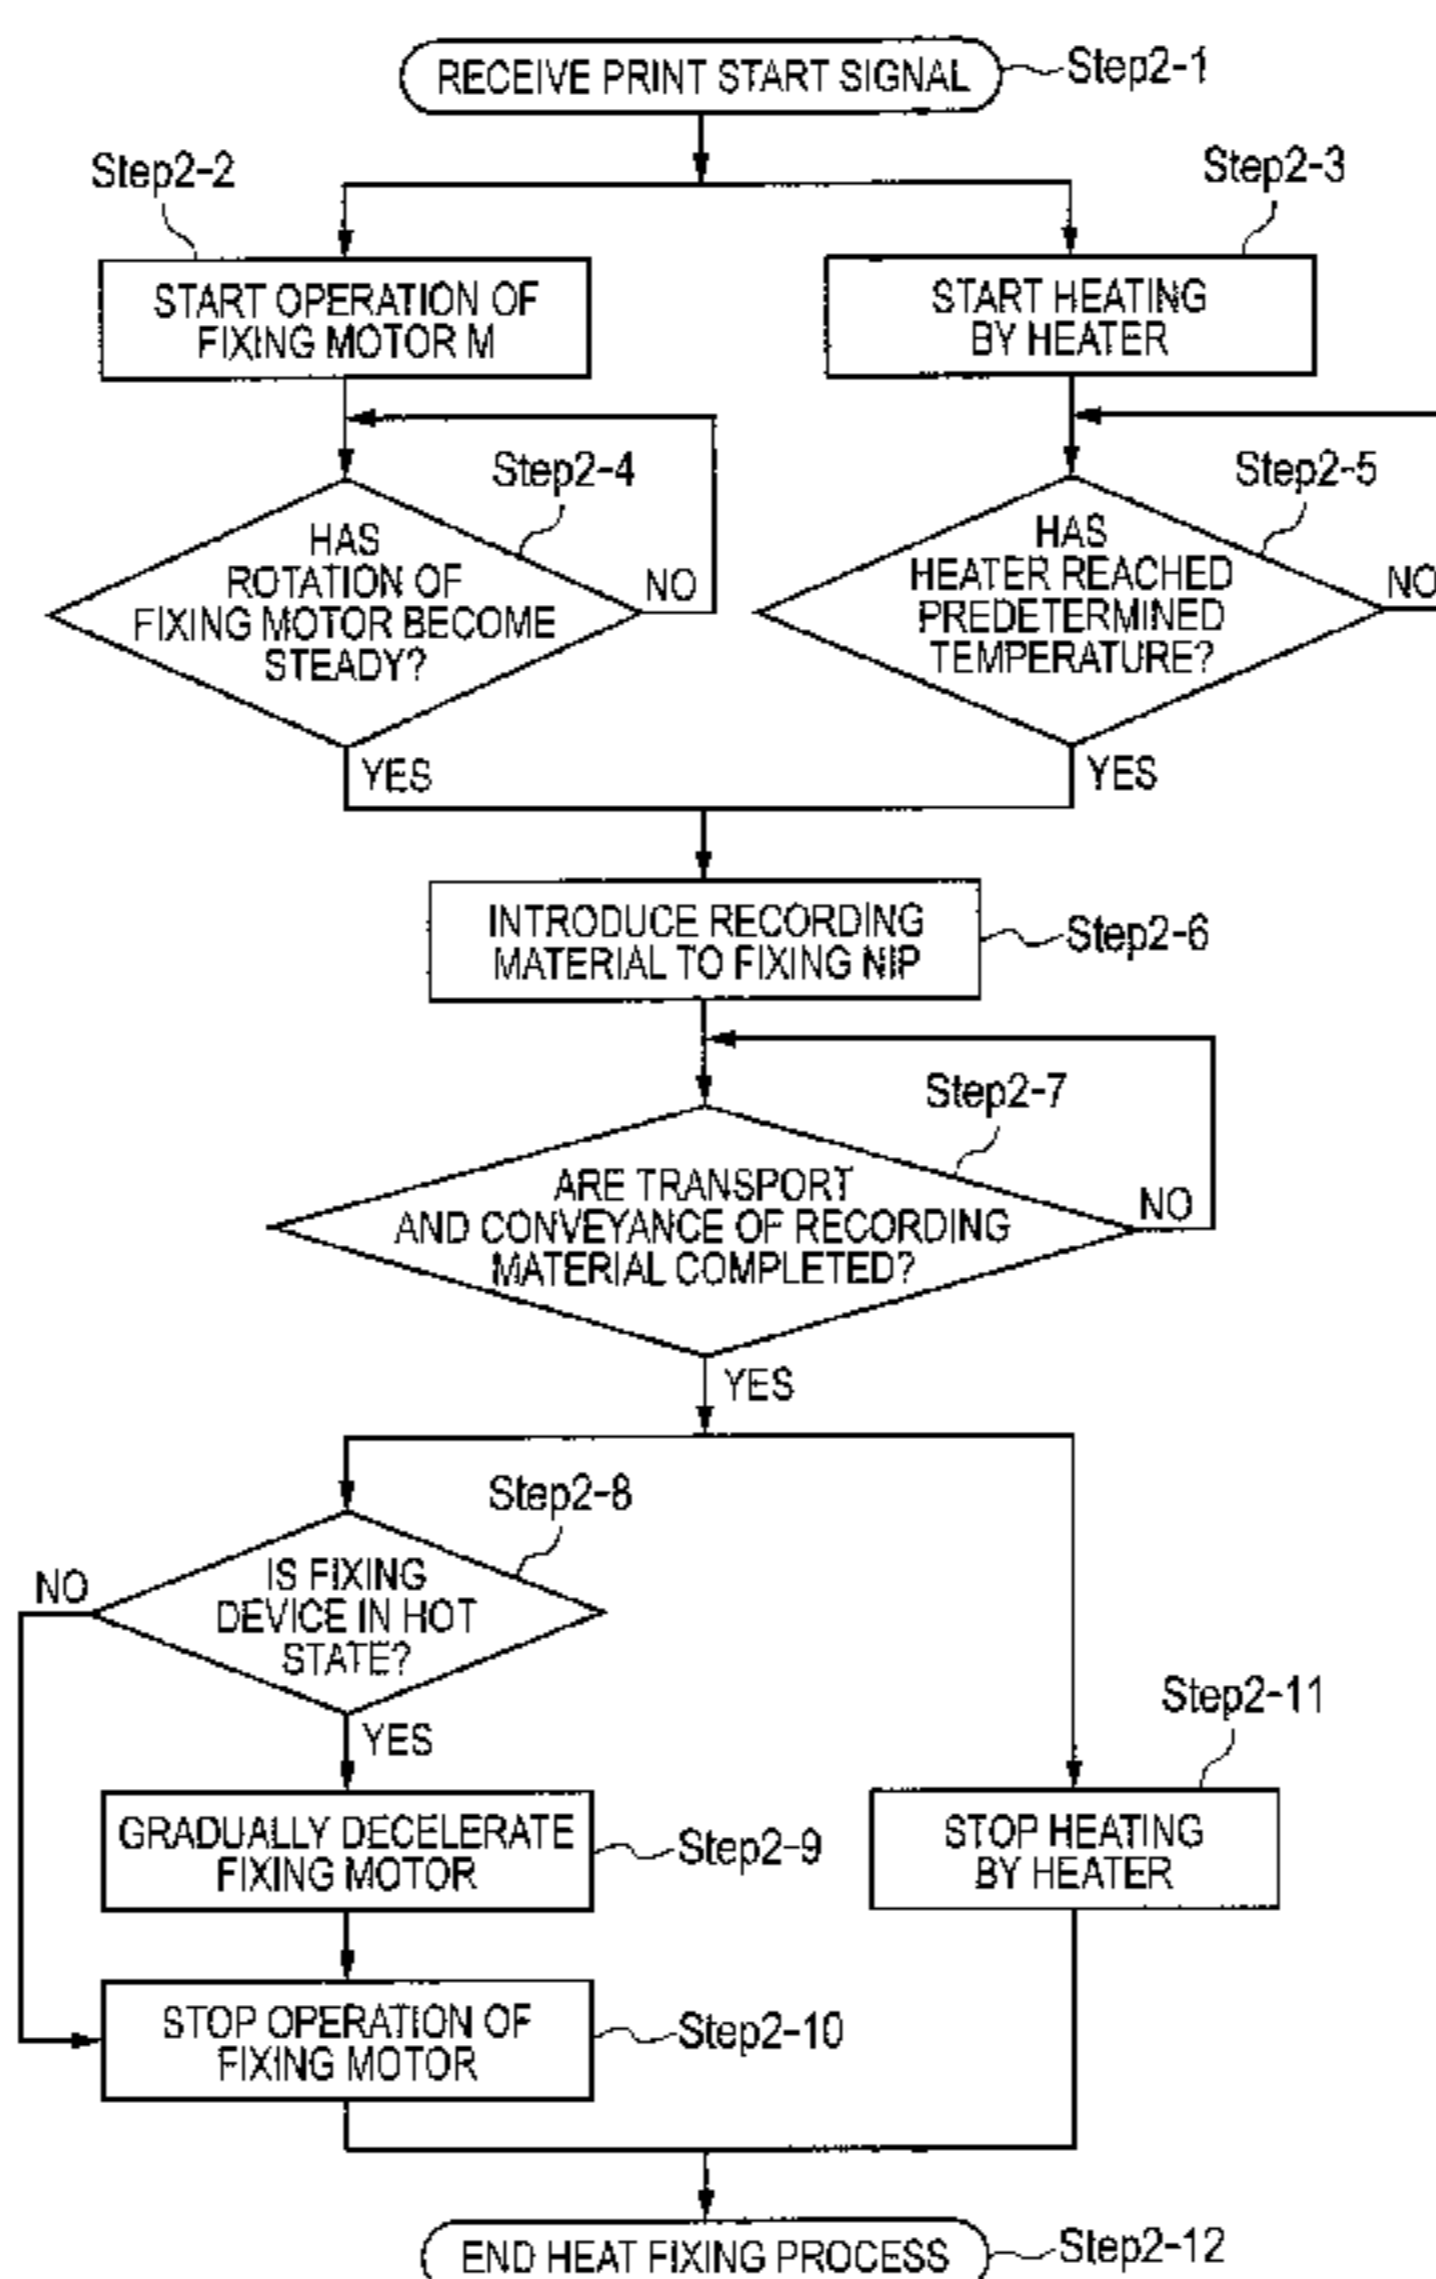 RECEIVE PRINT START SIGNAL
Step2-1
Step2-2
Step2-3
START OPERATION OF
FIXING MOTOR M
START HEATING
BY HEATER
Step2-4
Step2-5
HAS
ROTATION OF
FIXING MOTOR BECOME
STEADY?
NO
HAS
HEATER REACHED
PREDETERMINED
TEMPERATURE?
NO
YES
YES
INTRODUCE RECORDING
MATERIAL TO FIXING NIP
Step2-6
Step2-7
ARE TRANSPORT
AND CONVEYANCE OF RECORDING
MATERIAL COMPLETED?
NO
YES
Step2-8
NO
IS FIXING
DEVICE IN HOT
STATE?
YES
Step2-11
GRADUALLY DECELERATE
FIXING MOTOR
Step2-9
STOP HEATING
BY HEATER
STOP OPERATION OF
FIXING MOTOR
Step2-10
END HEAT FIXING PROCESS
Step2-12